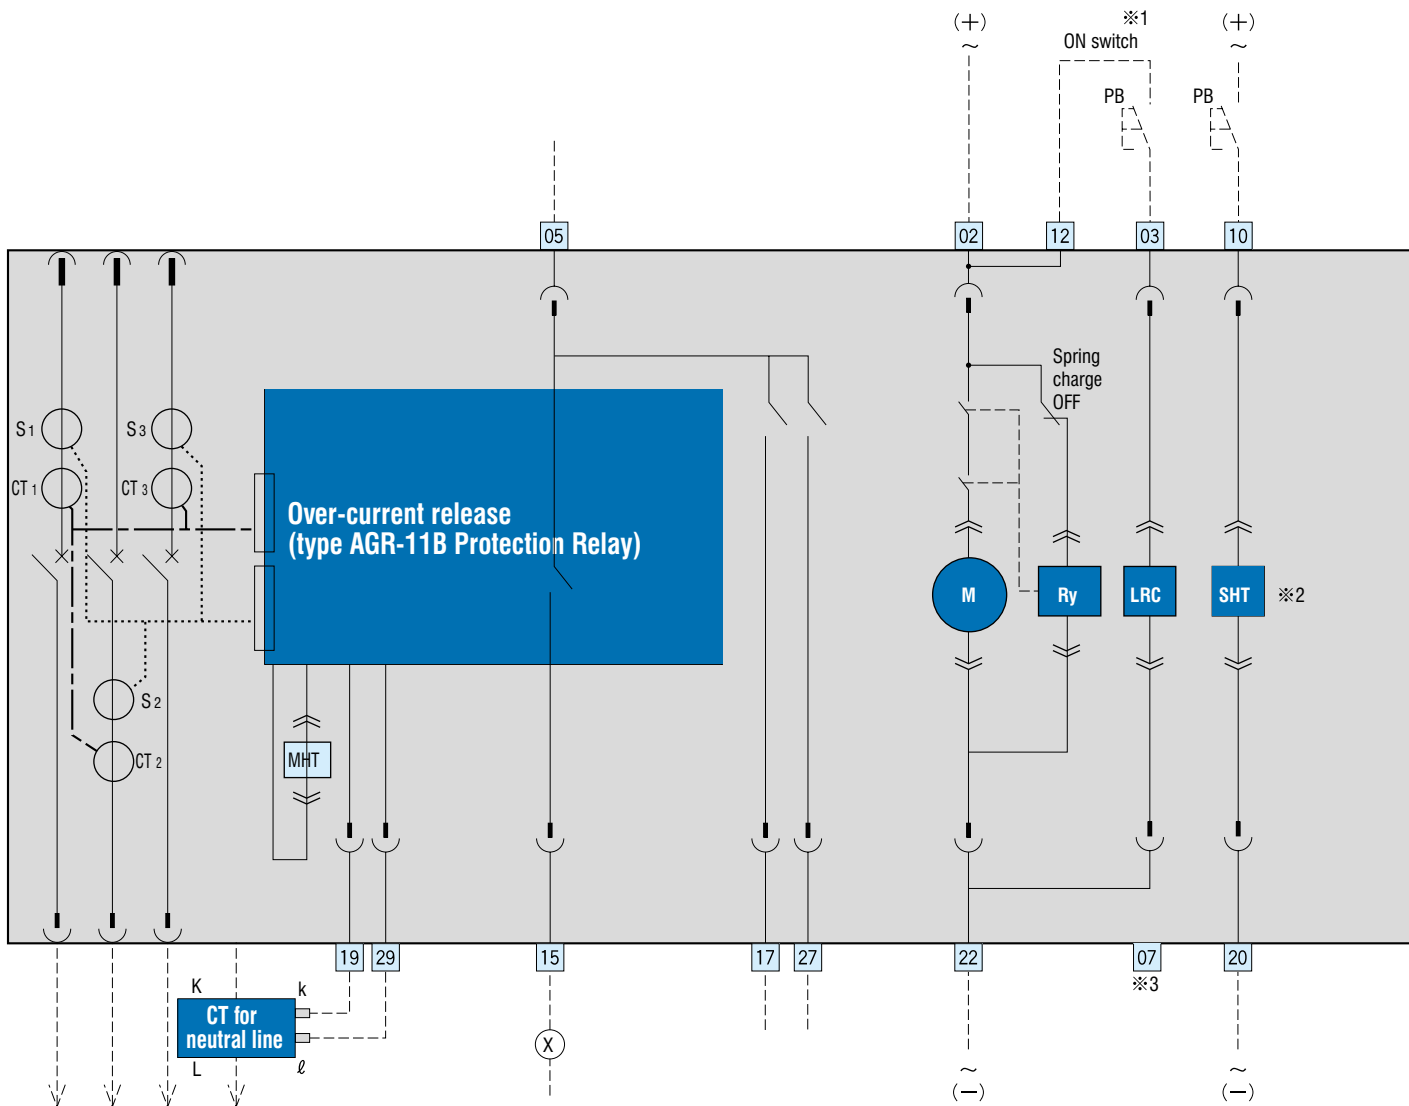 (+)
~
※1
ON switch
(+)
~
PB
PB
05
02
12
03
10
Spring
charge
OFF
S1
S3
CT1
CT3
Over-current release
(type AGR-11B Protection Relay)
M
Ry
LRC
SHT
※2
S2
CT2
MHT
19
29
15
17
27
22
07
20
※3
K
k
CT for
neutral line
L
ℓ
X
~
(−)
~
(−)